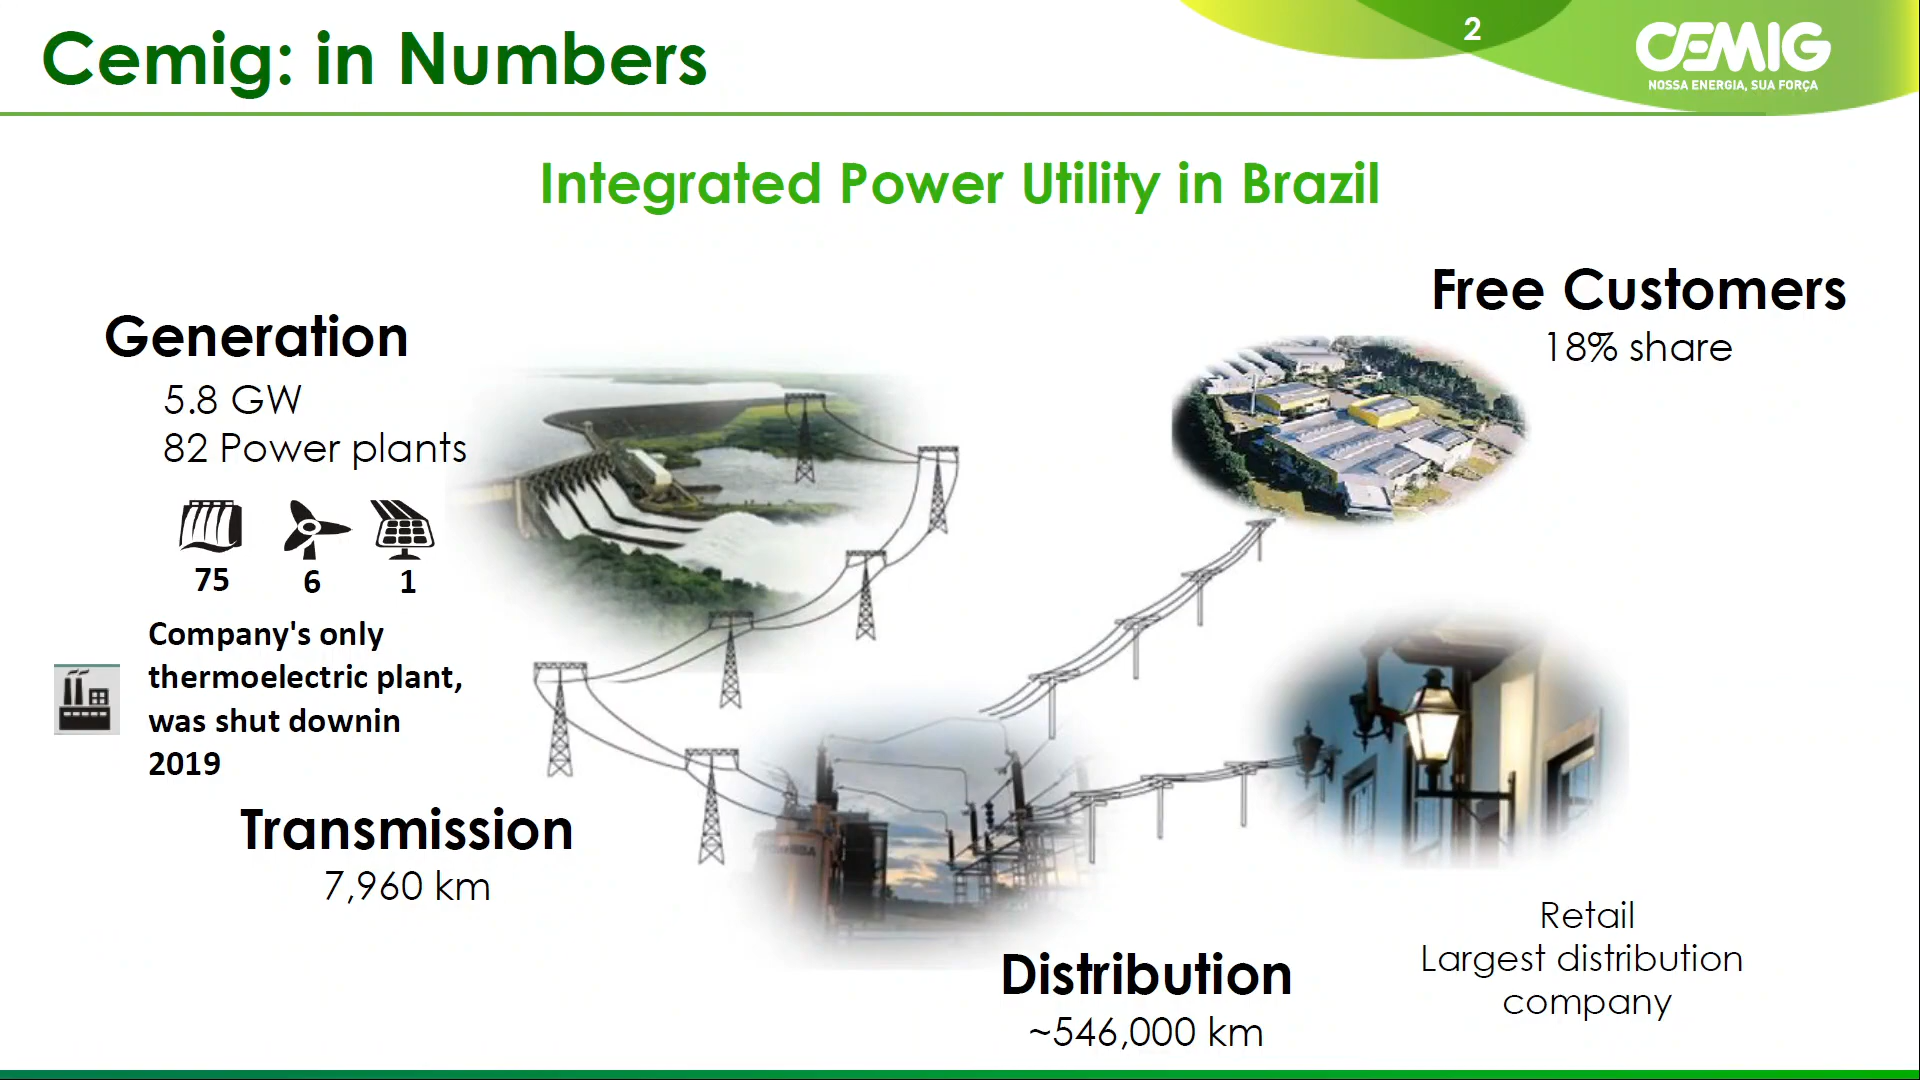 Cemig: in Numbers
2
CEMIG
NOSSA ENERGIA, SUA FORÇA
Integrated Power Utility in Brazil
Free Customers
18% share
Generation
5.8 GW
82 Power plants
75
6
1
Company's only
thermoelectric plant,
was shut downin
2019
Transmission
7,960 km
Distribution
~546,000 km
Retail
Largest distribution
company